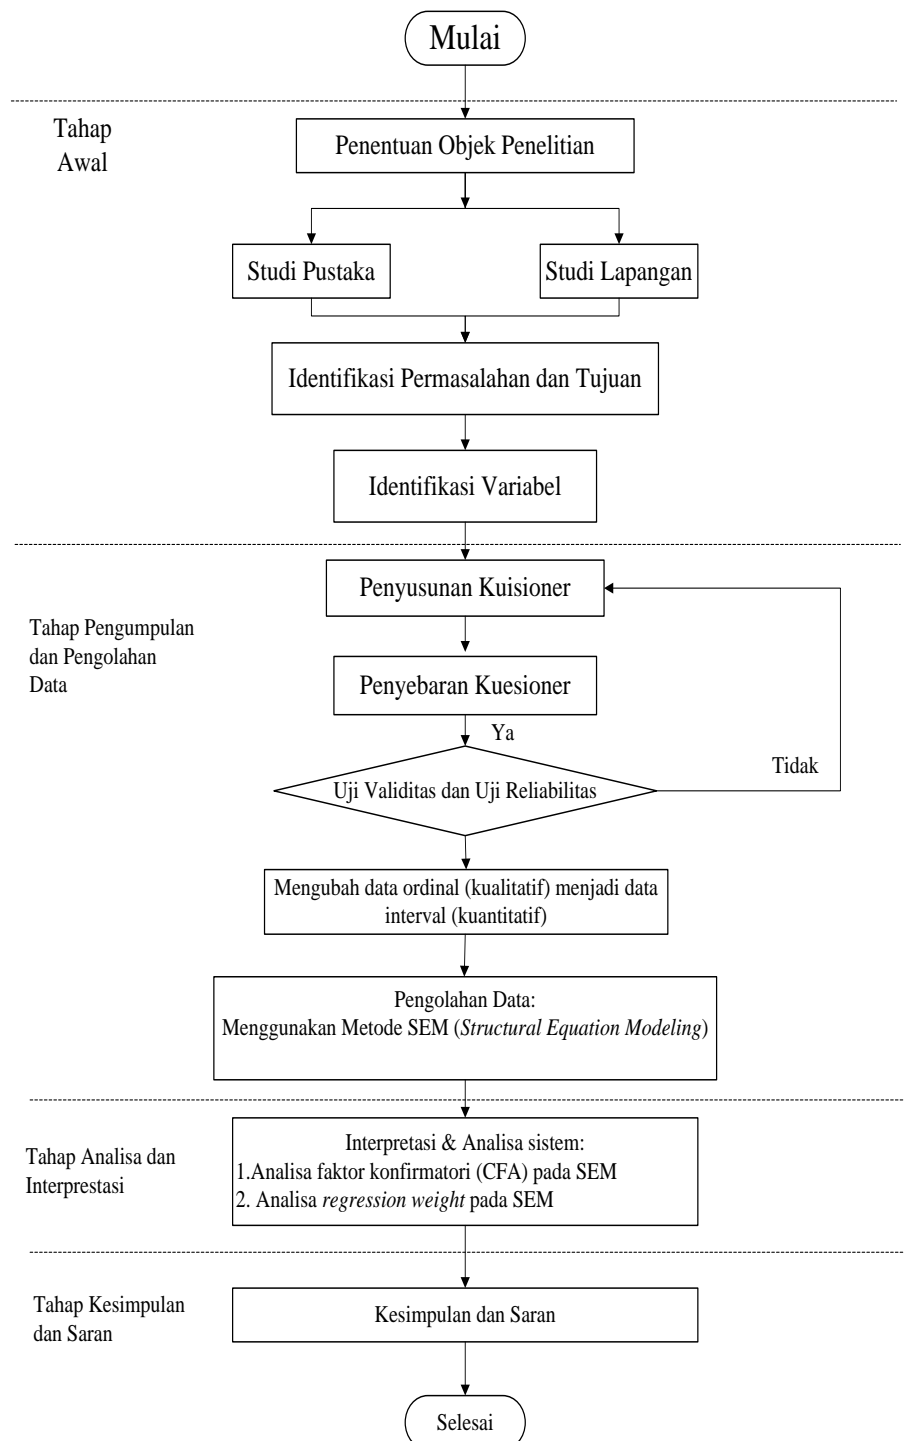 Mulai
Tahap
Awal
Penentuan Objek Penelitian
Studi Pustaka
Studi Lapangan
Identifikasi Permasalahan dan Tujuan
Identifikasi Variabel
Tahap Pengumpulan
dan Pengolahan
Data
Penyusunan Kuisioner
Penyebaran Kuesioner
Ya
Tidak
Uji Validitas dan Uji Reliabilitas
Mengubah data ordinal (kualitatif) menjadi data
interval (kuantitatif)
Pengolahan Data:
Menggunakan Metode SEM (Structural Equation Modeling)
Tahap Analisa dan
Interprestasi
Interpretasi & Analisa sistem:
1.Analisa faktor konfirmatori (CFA) pada SEM
2. Analisa regression weight pada SEM
Tahap Kesimpulan
dan Saran
Kesimpulan dan Saran
Selesai